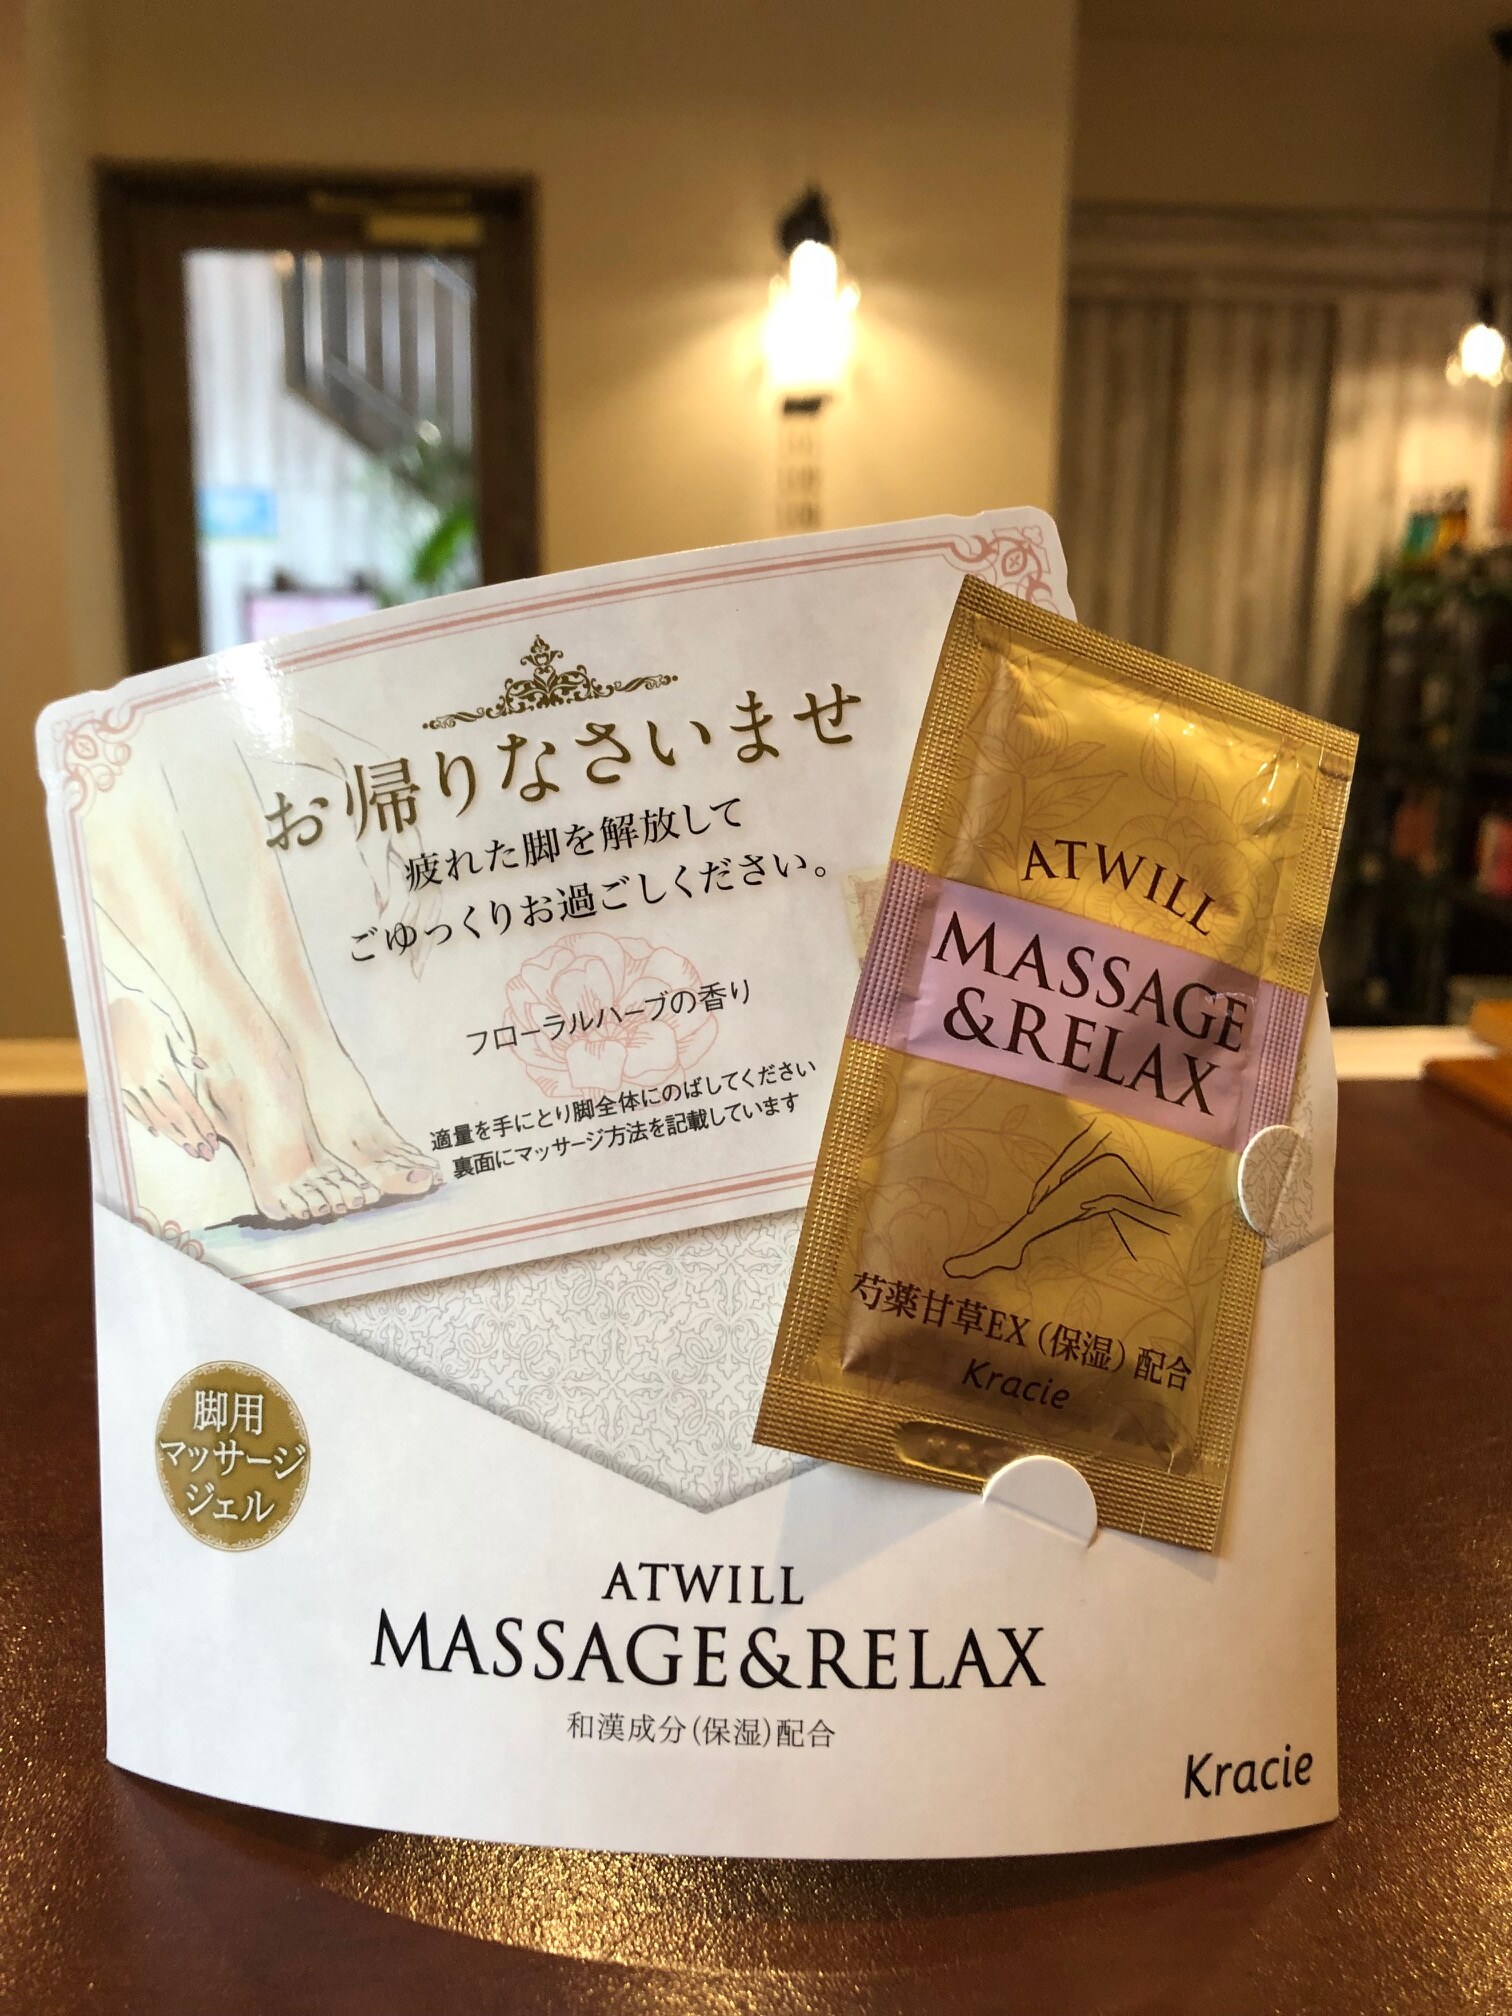 お帰りなさいませ
疲れた脚を解放して
ごゆっくりお過ごしください。
フローラルハーブの香り
適量を手にとり脚全体にのばしてください
裏面にマッサージ方法を記載しています
ATWILL
MASSAGE
&RELAX
芍薬甘草EX(保湿)配合
Kracie
脚用
マッサージ
ジェル
ATWILL
MASSAGE&RELAX
和漢成分(保湿)配合
Kracie